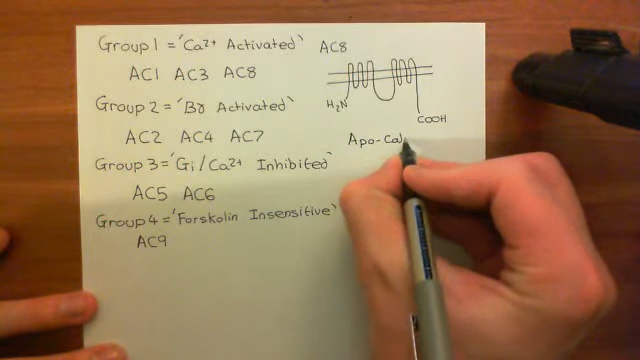 Group 1 = 'Ca2+ Activated'
AC1 AC3 AC8
Group 2 = 'Bγ Activated'
AC2 AC4 AC7
Group 3 = 'Gi/Ca2+ Inhibited'
AC5 AC6
Group 4 = 'Forskolin Insensitive'
AC9
AC8
H2N
COOH
Apo-Cal